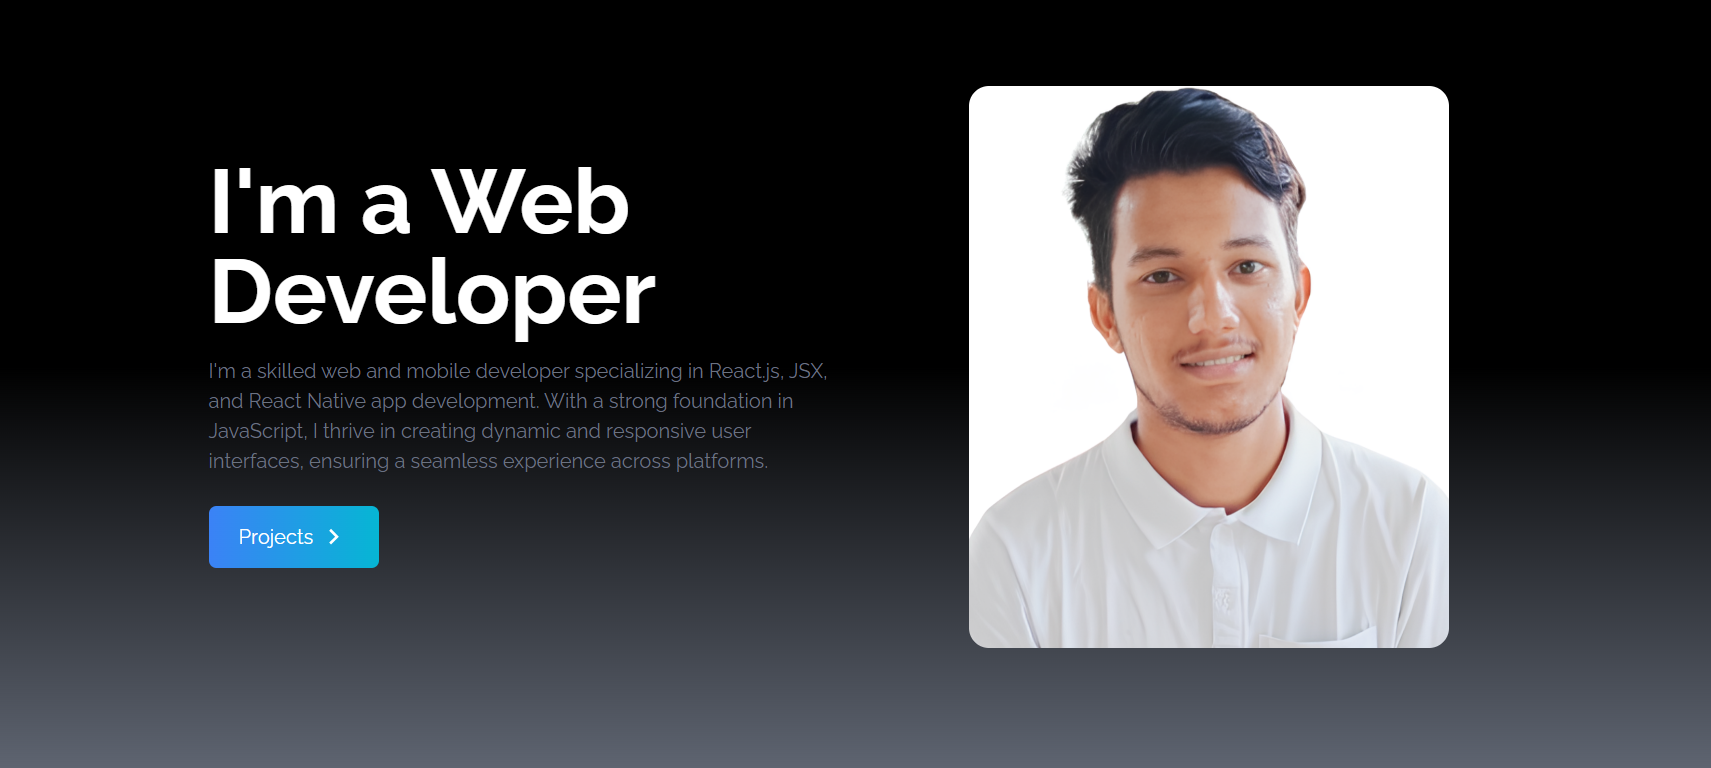 I'm a Web
Developer
I'm a skilled web and mobile developer specializing in React.js, JSX,
and React Native app development. With a strong foundation in
JavaScript, I thrive in creating dynamic and responsive user
interfaces, ensuring a seamless experience across platforms.
Projects